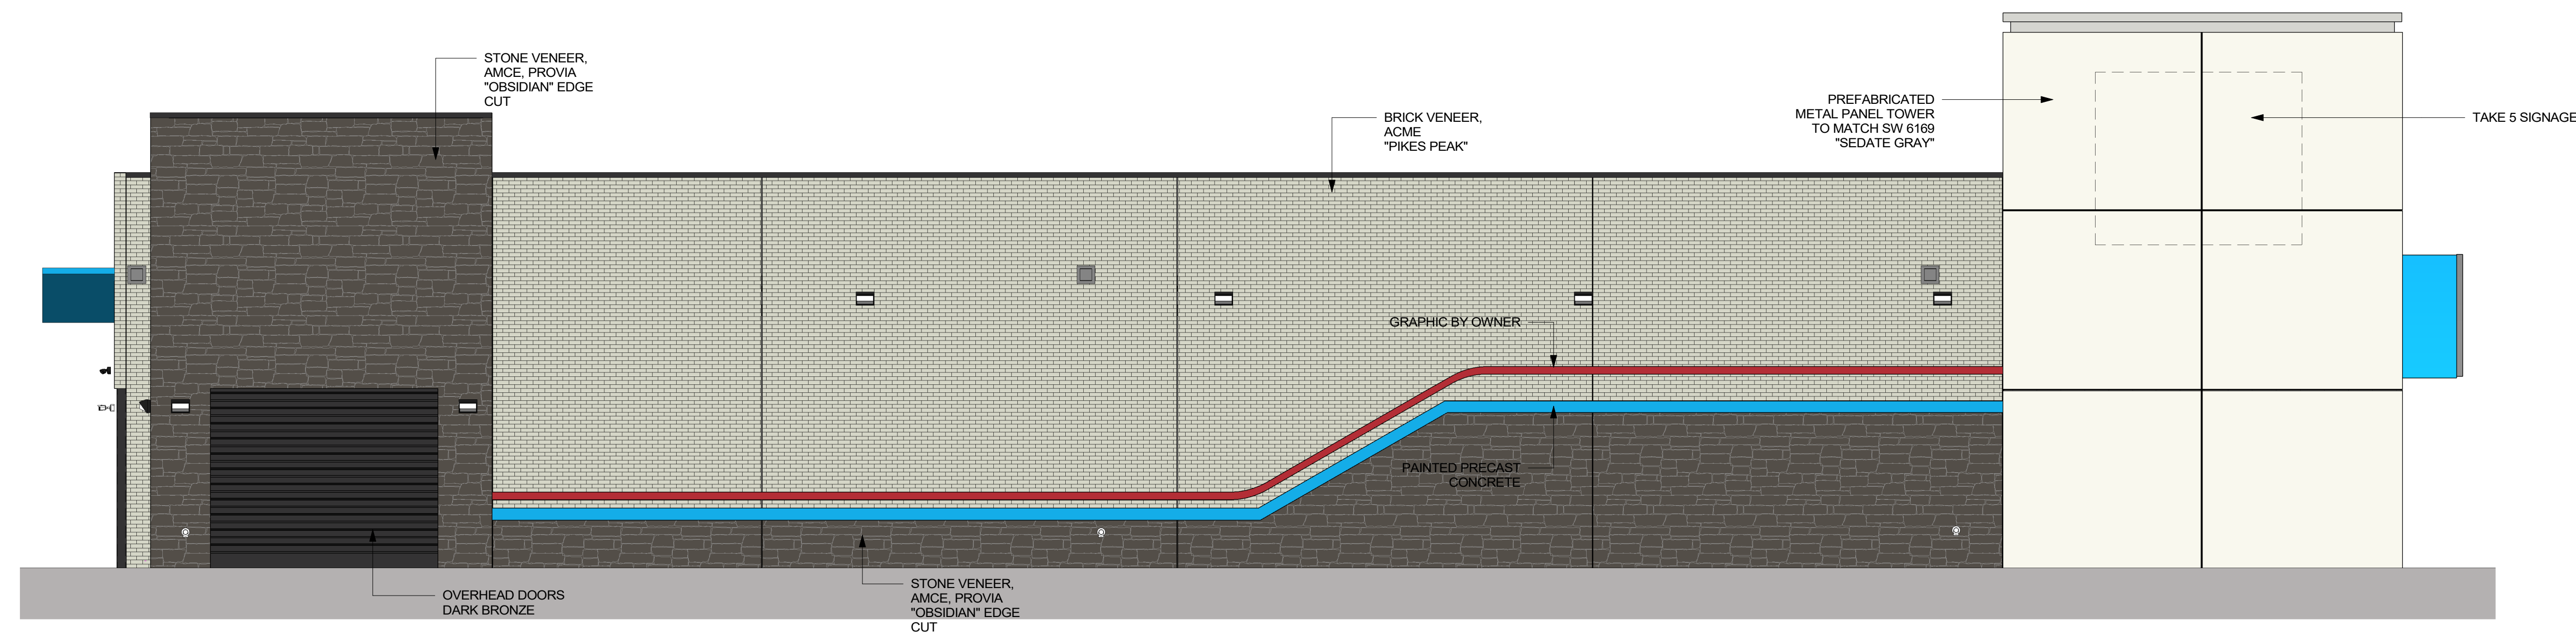 STONE VENEER,
AMCE, PROVIA
"OBSIDIAN" EDGE
CUT
BRICK VENEER,
ACME
"PIKES PEAK"
PREFABRICATED
METAL PANEL TOWER
TO MATCH SW 6169
"SEDATE GRAY"
TAKE 5 SIGNAGE
GRAPHIC BY OWNER
PAINTED PRECAST
CONCRETE
OVERHEAD DOORS
DARK BRONZE
STONE VENEER,
AMCE, PROVIA
"OBSIDIAN" EDGE
CUT